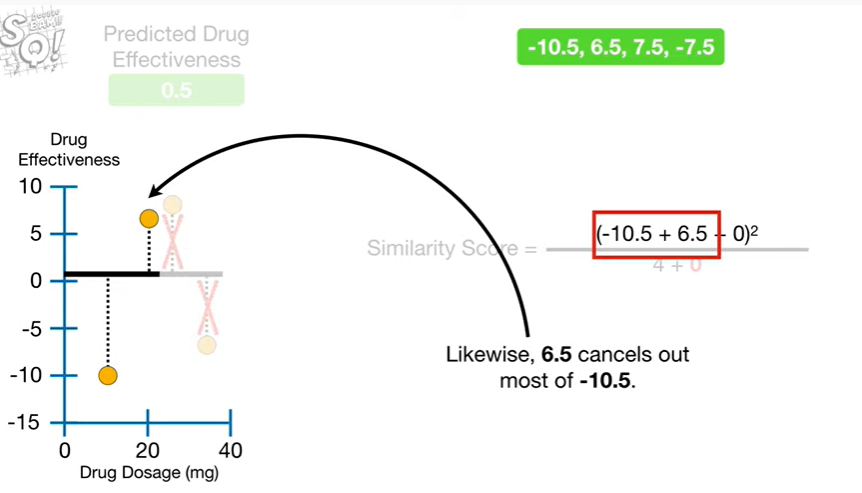 Predicted Drug
Effectiveness
0.5
-10.5, 6.5, 7.5, -7.5
Drug
Effectiveness
10
5
0
-5
-10
-15
0
20
40
Drug Dosage (mg)
Similarity Score =
(-10.5 + 6.5 + 0)²
4 + 0
Likewise, 6.5 cancels out
most of -10.5.